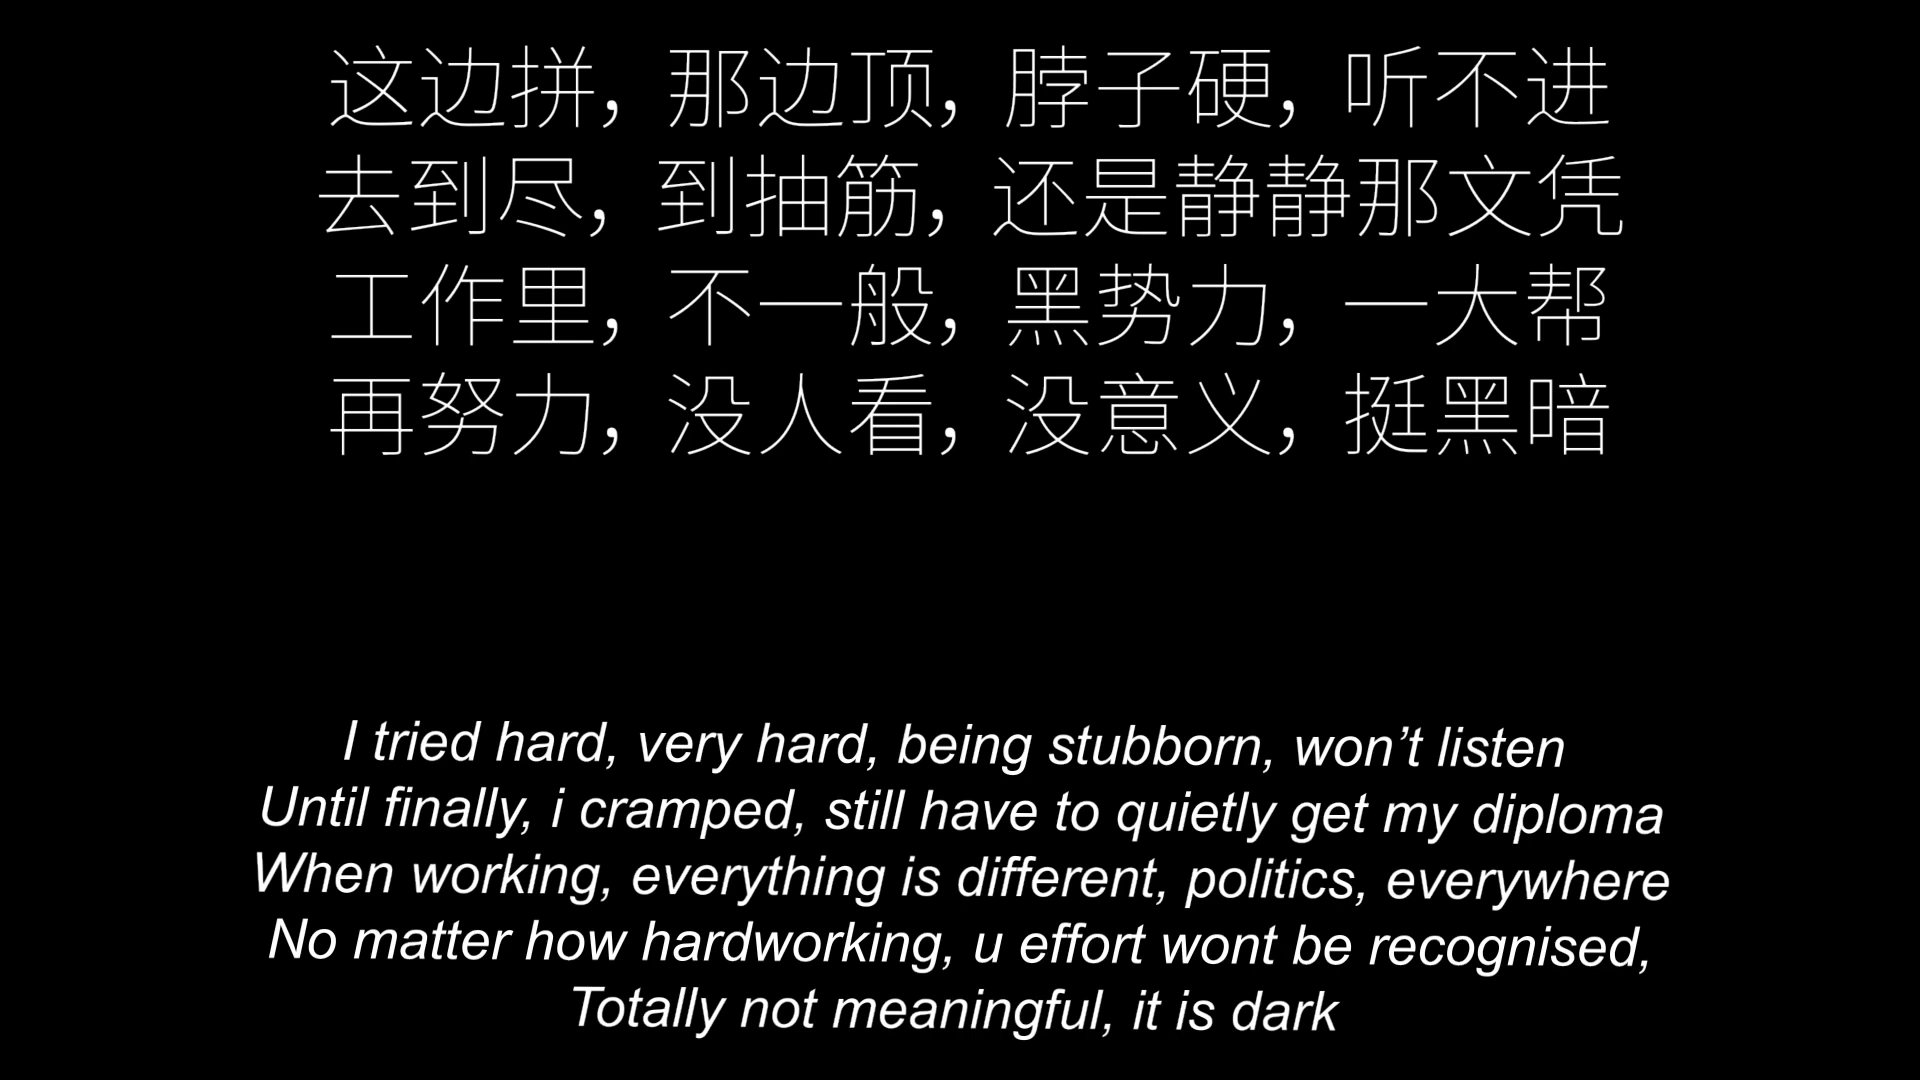 这边拼，那边顶，脖子硬，听不进
去到尽，到抽筋，还是静静那文凭
工作里，不一般，黑势力，一大帮
再努力，没人看，没意义，挺黑暗
I tried hard, very hard, being stubborn, won’t listen
Until finally, i cramped, still have to quietly get my diploma
When working, everything is different, politics, everywhere
No matter how hardworking, u effort wont be recognised,
Totally not meaningful, it is dark